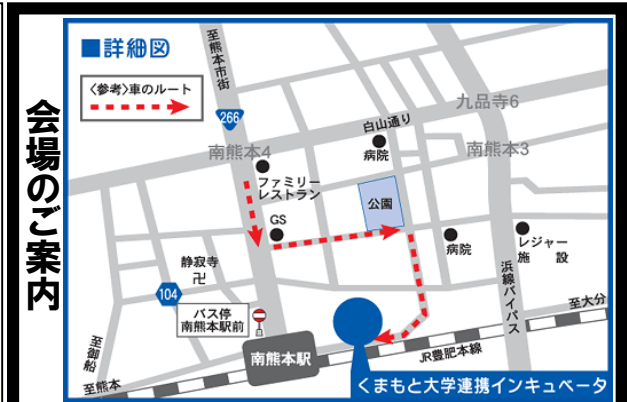 会場のご案内
■詳細図
〈参考〉車のルート
至熊本市街
266
南熊本4
白山通り
九品寺6
南熊本3
病院
ファミリー
レストラン
公園
GS
病院
レジャー
施設
静寂寺
卍
104
バス停
南熊本駅前
浜線バイパス
至大分
至御船
南熊本駅
JR豊肥本線
至熊本
くまもと大学連携インキュベータ